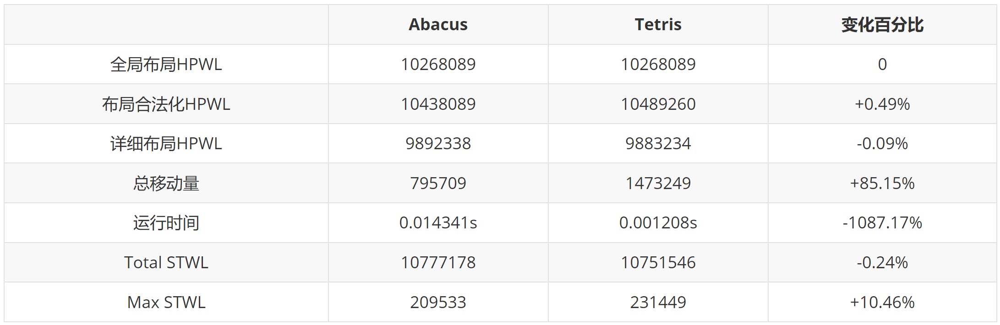 Abacus Tetris 变化百分比
全局布局HPWL 10268089 10268089 0
布局合法化HPWL 10438089 10489260 +0.49%
详细布局HPWL 9892338 9883234 -0.09%
总移动量 795709 1473249 +85.15%
运行时间 0.014341s 0.001208s -1087.17%
Total STWL 10777178 10751546 -0.24%
Max STWL 209533 231449 +10.46%